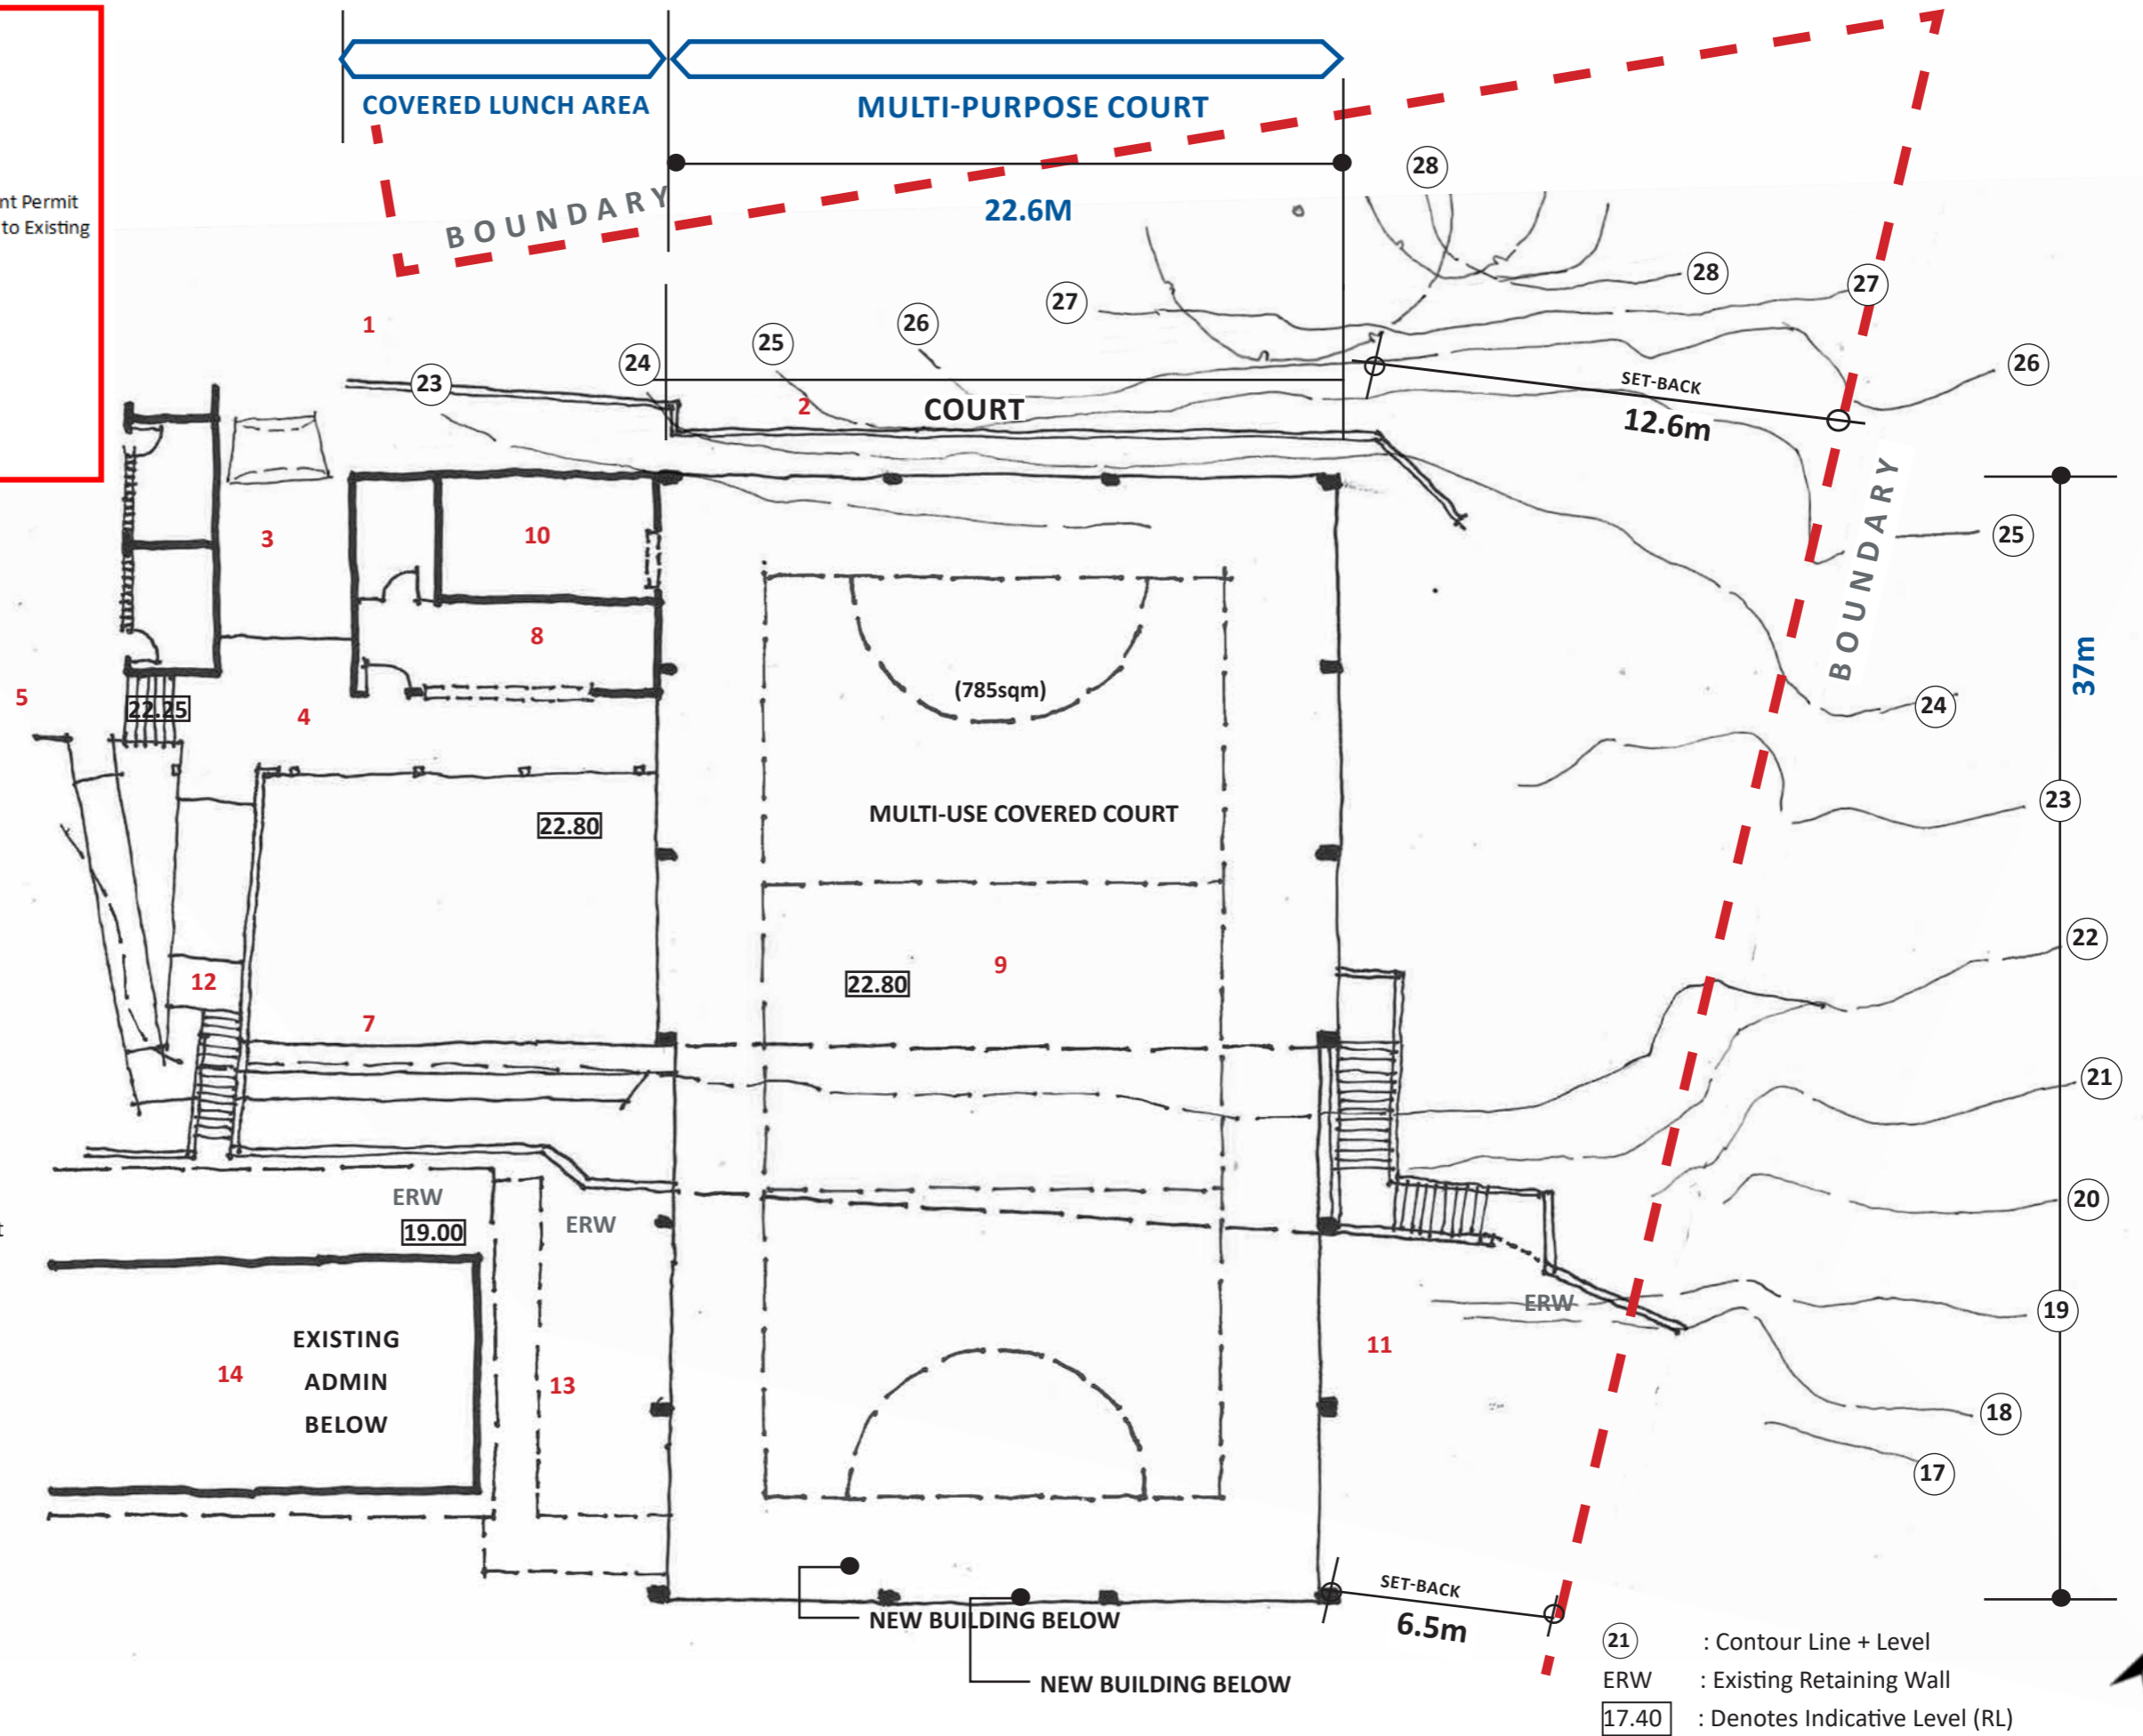 nt Permit
to Existing
COVERED LUNCH AREA
MULTI-PURPOSE COURT
22.6M
BOUNDARY
28
28
27
27
26
26
25
24
23
1
2
COURT
SET-BACK
12.6m
BOUNDARY
25
37m
3
10
8
(785sqm)
5
22.25
4
24
22.80
MULTI-USE COVERED COURT
23
22
9
22.80
12
7
21
ERW
19.00
ERW
20
ERW
19
EXISTING
ADMIN
BELOW
14
13
11
18
17
SET-BACK
6.5m
NEW BUILDING BELOW
NEW BUILDING BELOW
21 : Contour Line + Level
ERW : Existing Retaining Wall
17.40 : Denotes Indicative Level (RL)